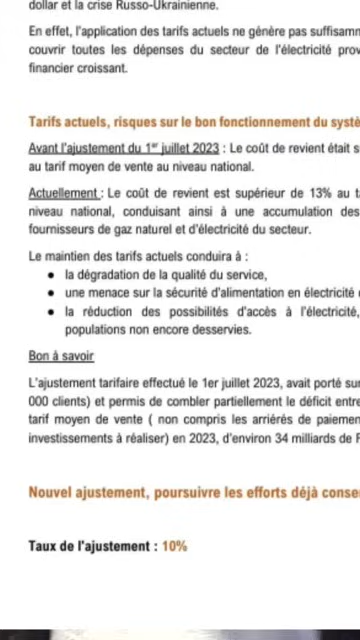 dollar et la crise Russo-Ukrainienne.
En effet, l'application des tarifs actuels ne génère pas
couvrir toutes les dépenses du secteur de l'électricité
financier croissant.
Tarifs actuels, risques sur le bon fonctionnement du
Avant l'ajustement du 1er juillet 2023 : Le coût de revient était
au tarif moyen de vente au niveau national.
Actuellement : Le coût de revient est supérieur de 13% au
niveau national, conduisant ainsi à une accumulation des
fournisseurs de gaz naturel et d'électricité du secteur.
Le maintien des tarifs actuels conduira à :
• la dégradation de la qualité du service,
• une menace sur la sécurité d'alimentation en électricité
• la réduction des possibilités d'accès à l'électricité,
populations non encore desservies.
Bon à savoir
L'ajustement tarifaire effectué le 1er juillet 2023, avait porté
000 clients) et permis de combler partiellement le déficit
tarif moyen de vente ( non compris les arriérés de
investissements à réaliser) en 2023, d'environ 34 milliards de F
Nouvel ajustement, poursuivre les efforts déjà
Taux de l'ajustement : 10%